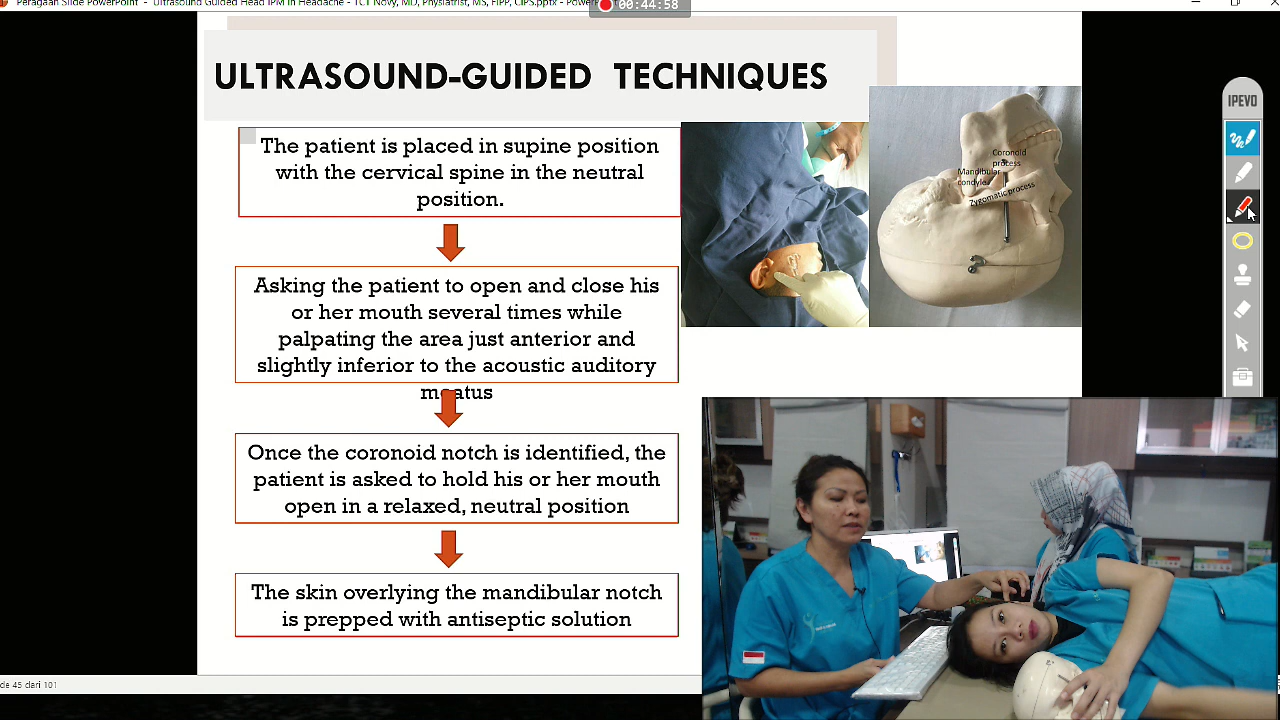 Peragaan Slide PowerPoint - Ultrasound Guided Head IPM in Headache - TCT Novy, MD, Physiatrist, MS, FIPP, CIPS.pptx - PowerPo
00:44:58
ULTRASOUND-GUIDED TECHNIQUES
The patient is placed in supine position
with the cervical spine in the neutral
position.
Asking the patient to open and close his
or her mouth several times while
palpating the area just anterior and
slightly inferior to the acoustic auditory
meatus
Once the coronoid notch is identified, the
patient is asked to hold his or her mouth
open in a relaxed, neutral position
The skin overlying the mandibular notch
is prepped with antiseptic solution
Coronoid
process
Mandibular
condyle
Zygomatic process
IPEVO
de 45 dari 101